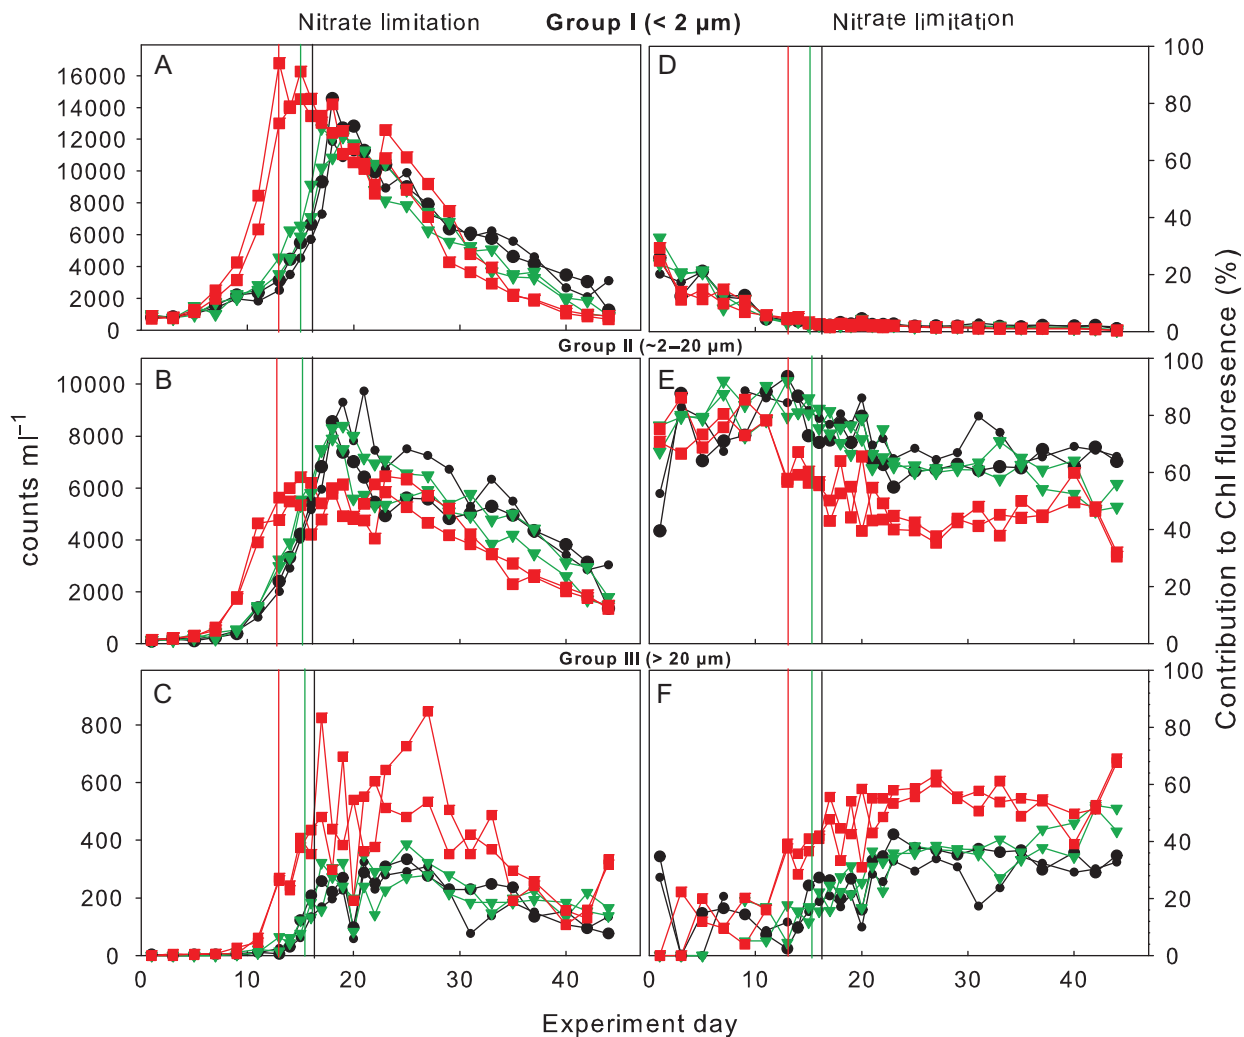 Nitrate limitation Group I (< 2 µm) Nitrate limitation
A
D
16000
14000
12000
10000
8000
6000
4000
2000
0
100
80
60
40
20
0
Group II (~2–20 µm)
B
E
10000
8000
6000
4000
2000
0
100
80
60
40
20
0
Group III (> 20 µm)
C
F
800
600
400
200
0
100
80
60
40
20
0
counts ml⁻¹
Contribution to Chl fluoresence (%)
0 10 20 30 40 0 10 20 30 40
Experiment day